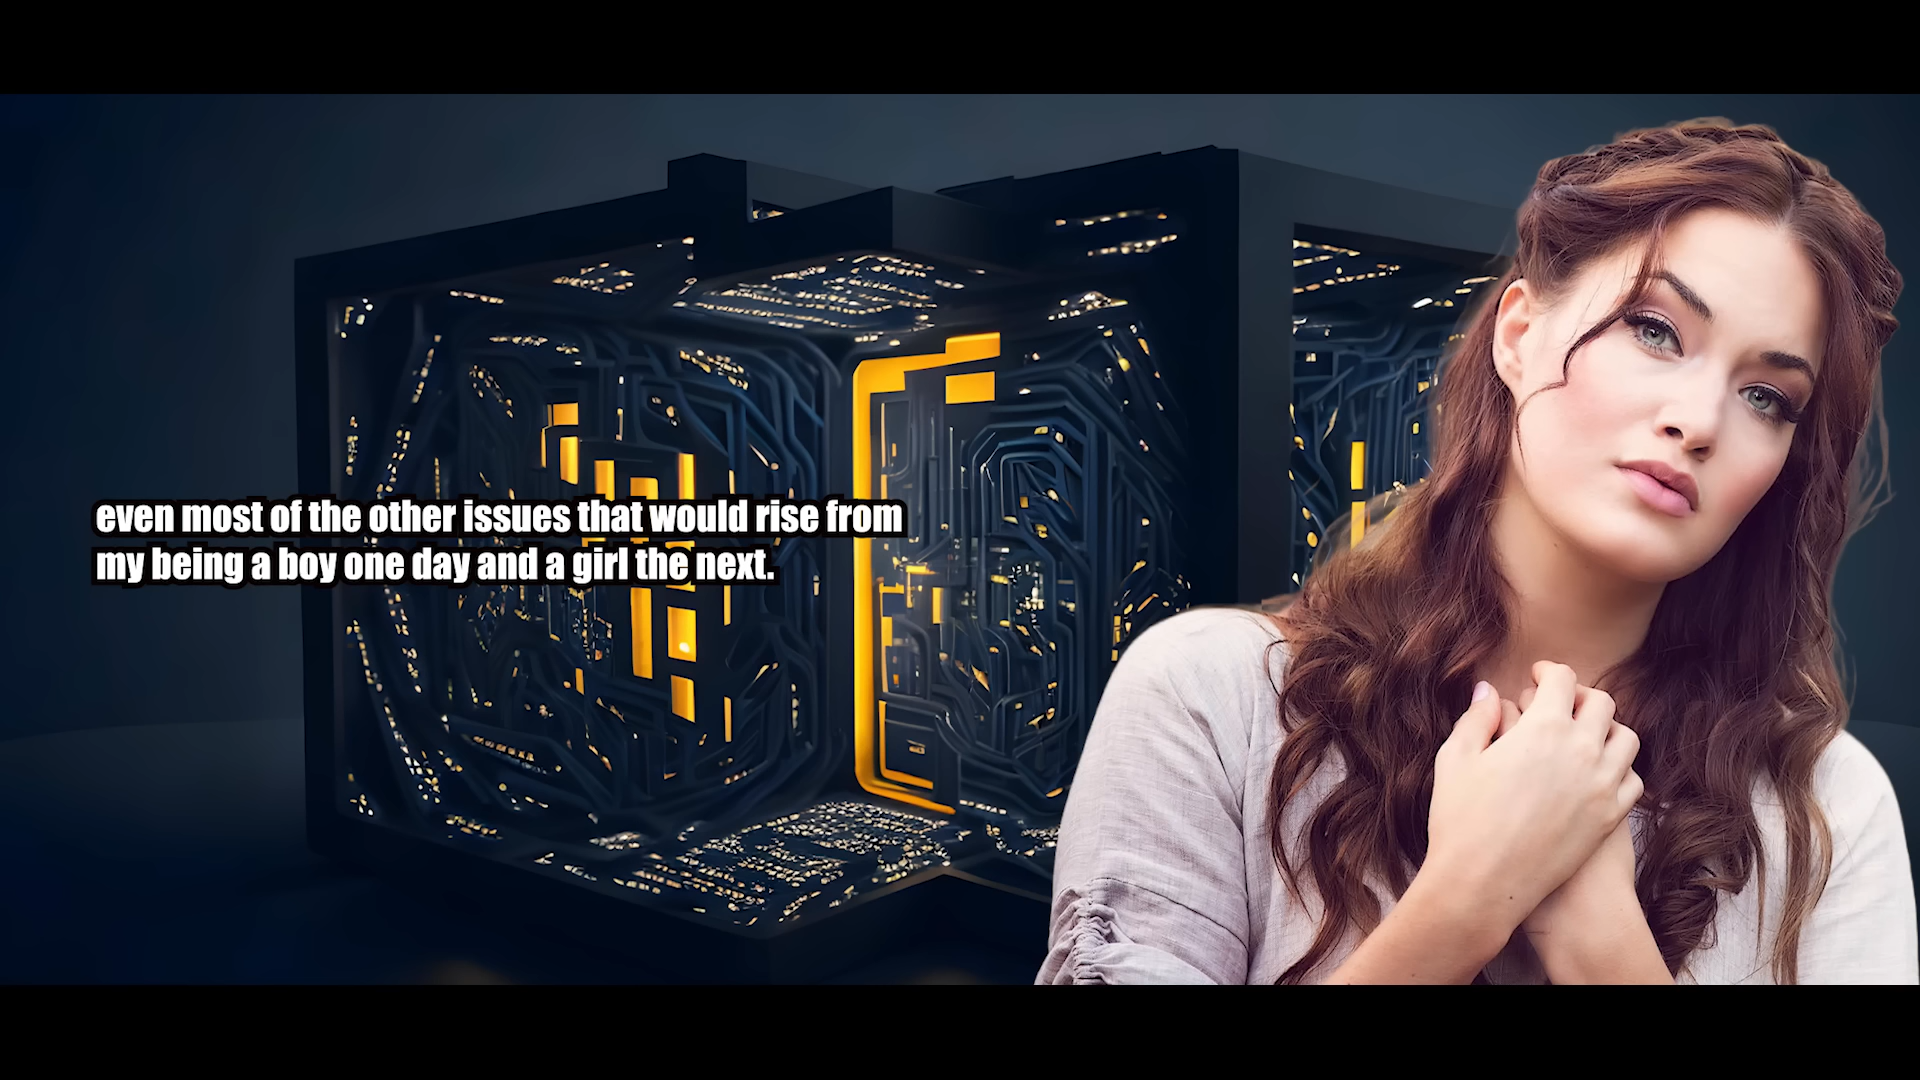 even most of the other issues that would rise from
my being a boy one day and a girl the next.